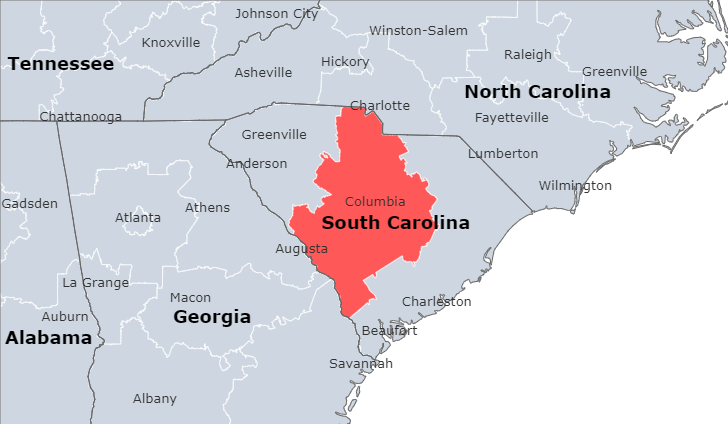 Johnson City
Winston-Salem
Knoxville
Raleigh
Tennessee
Hickory
Asheville
Greenville
North Carolina
Charlotte
Chattanooga
Fayetteville
Greenville
Lumberton
Anderson
Wilmington
Gadsden
Columbia
Athens
Atlanta
South Carolina
Augusta
La Grange
Macon
Charleston
Auburn
Georgia
Beaufort
Alabama
Savannah
Albany